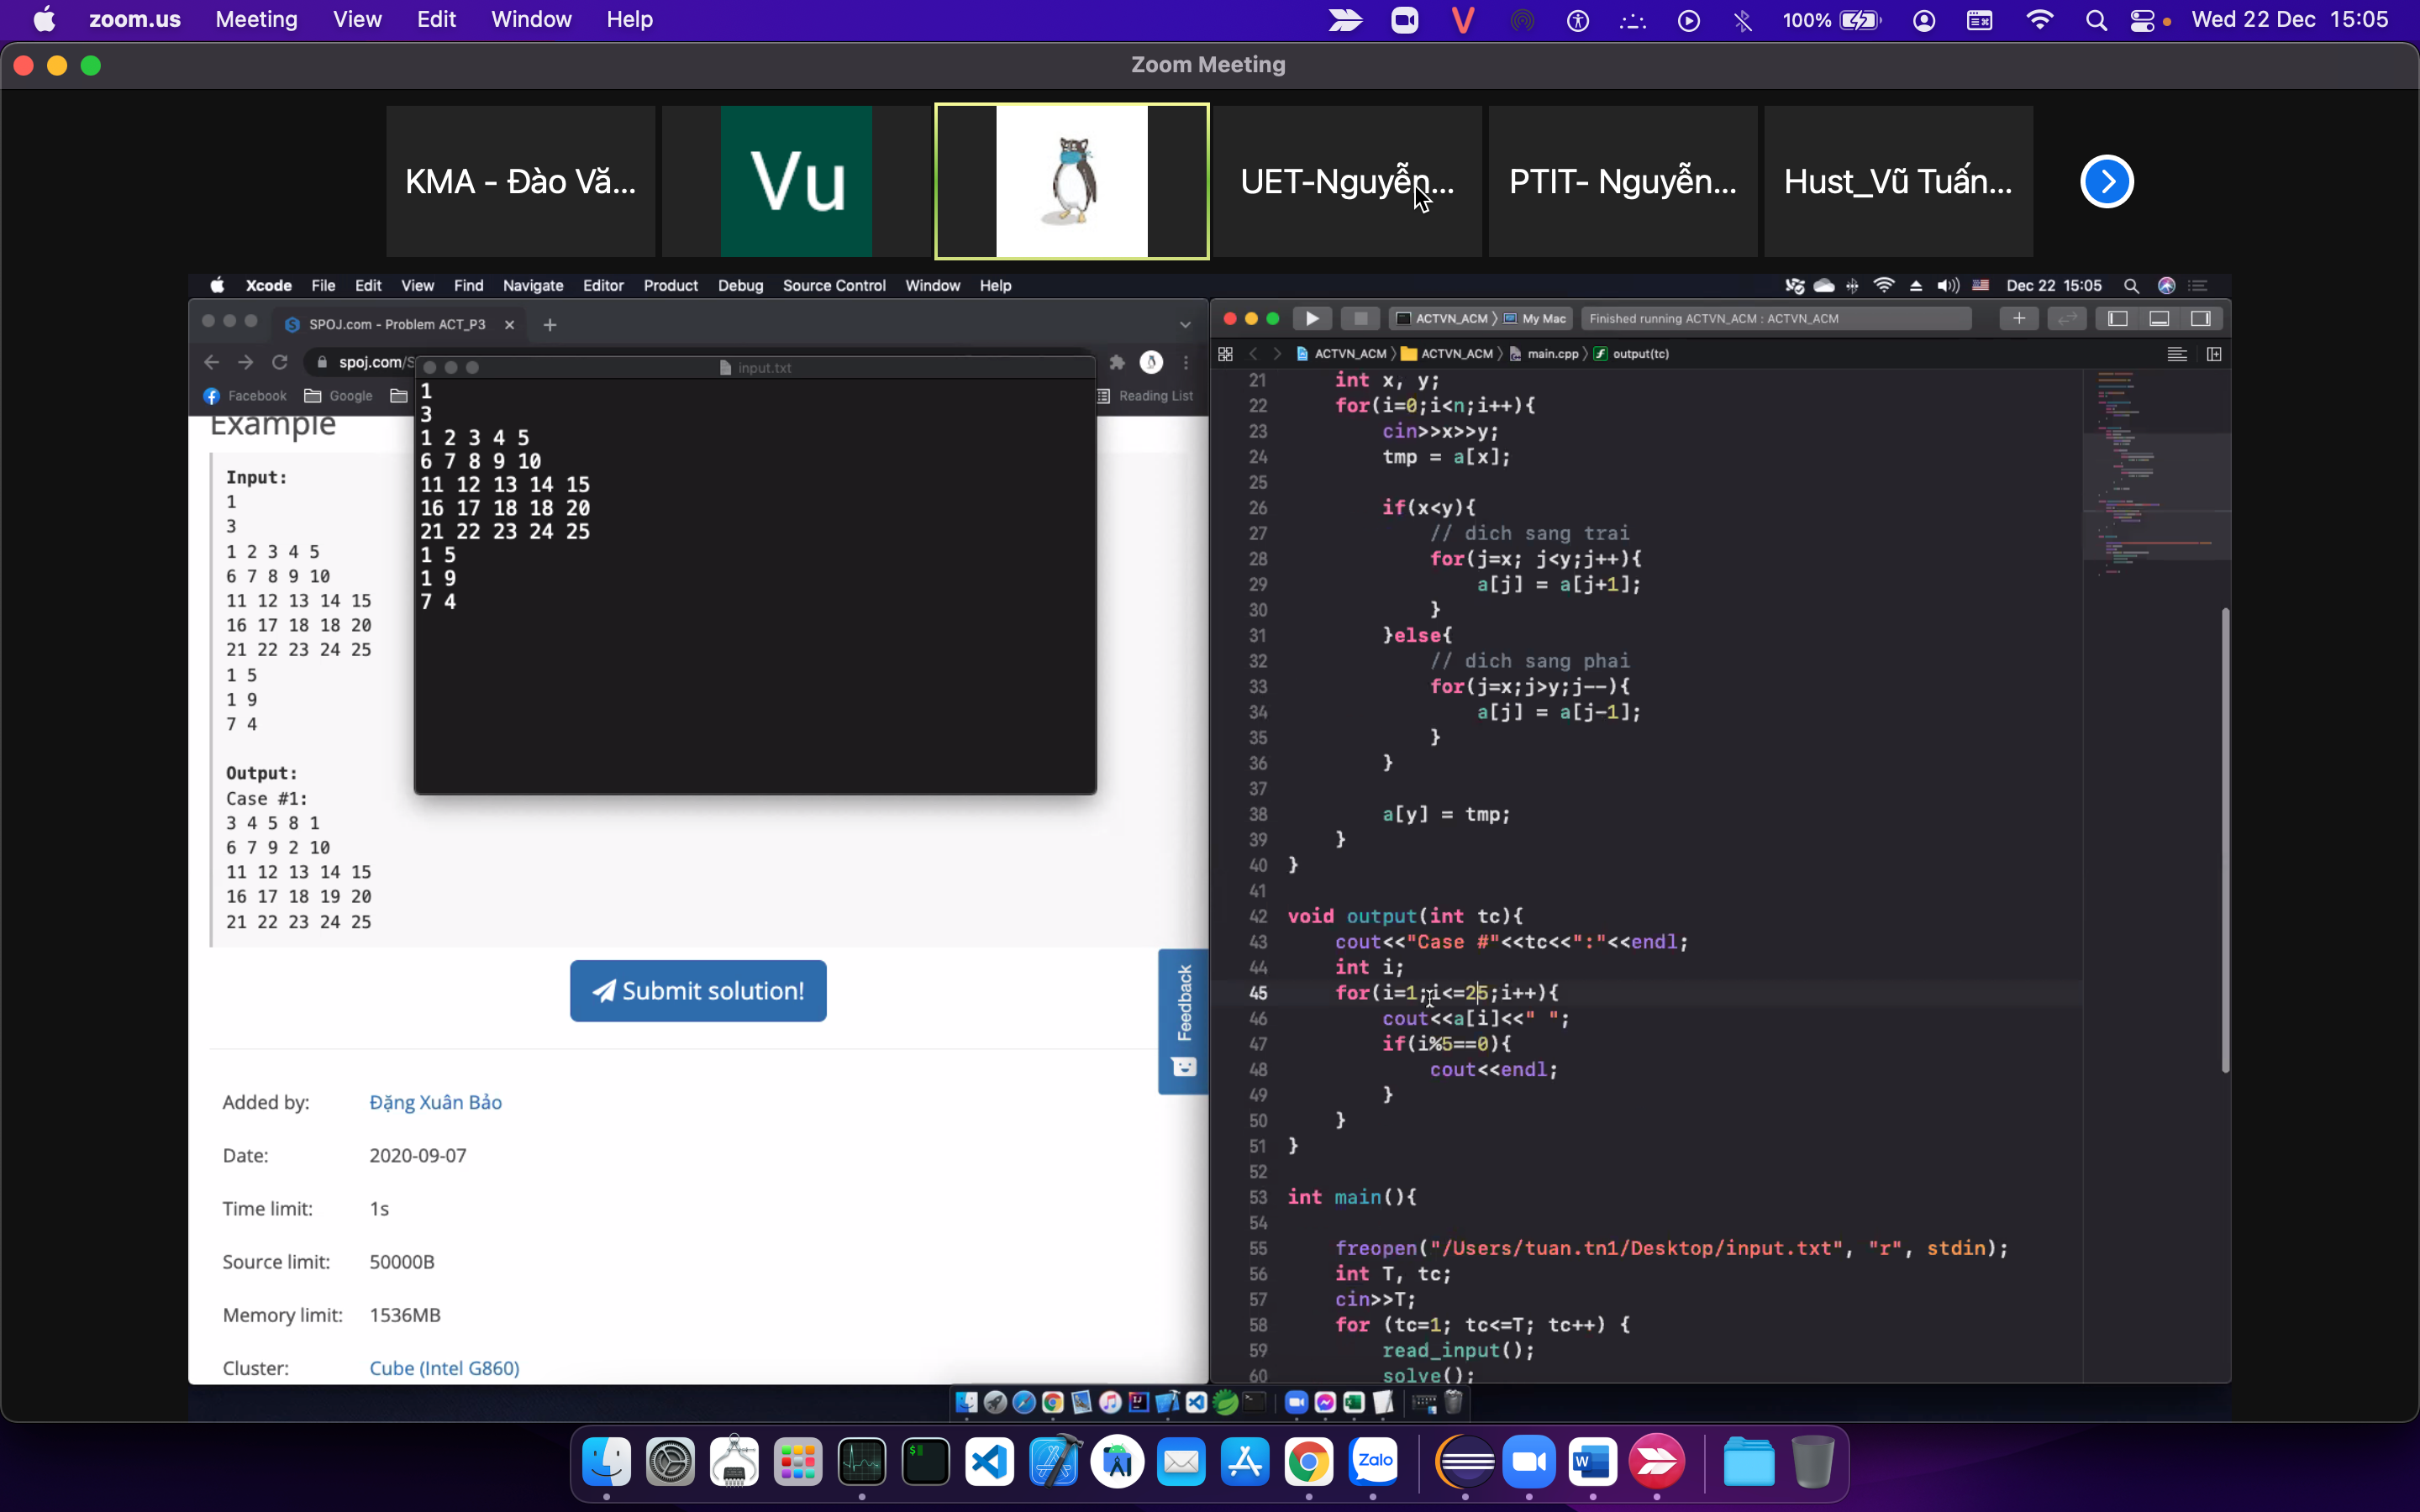 zoom.us Meeting View Edit Window Help
100% Wed 22 Dec 15:05
Zoom Meeting
KMA - Đào Vă...
Vu
UET-Nguyễn...
PTIT- Nguyễn...
Hust_Vũ Tuấn...
Xcode File Edit View Find Navigate Editor Product Debug Source Control Window Help
Dec 22 15:05
SPOJ.com - Problem ACT_P3
spoj.com/S
Facebook Google
Reading List
Example
Input:
1
3
1 2 3 4 5
6 7 8 9 10
11 12 13 14 15
16 17 18 18 20
21 22 23 24 25
1 5
1 9
7 4
Output:
Case #1:
3 4 5 8 1
6 7 9 2 10
11 12 13 14 15
16 17 18 19 20
21 22 23 24 25
Submit solution!
Feedback
Added by: Đặng Xuân Bảo
Date: 2020-09-07
Time limit: 1s
Source limit: 50000B
Memory limit: 1536MB
Cluster: Cube (Intel G860)
input.txt
1
3
1 2 3 4 5
6 7 8 9 10
11 12 13 14 15
16 17 18 18 20
21 22 23 24 25
1 5
1 9
7 4
ACTVN_ACM My Mac Finished running ACTVN_ACM : ACTVN_ACM
ACTVN_ACM ACTVN_ACM main.cpp output(tc)
21 int x, y;
22 for(i=0;i<n;i++){
23 cin>>x>>y;
24 tmp = a[x];
25
26 if(x<y){
27 // dich sang trai
28 for(j=x; j<y;j++){
29 a[j] = a[j+1];
30 }
31 }else{
32 // dich sang phai
33 for(j=x;j>y;j--){
34 a[j] = a[j-1];
35 }
36 }
37
38 a[y] = tmp;
39 }
40 }
41
42 void output(int tc){
43 cout<<"Case #"<<tc<<":"<<endl;
44 int i;
45 for(i=1;i<=25;i++){
46 cout<<a[i]<<" ";
47 if(i%5==0){
48 cout<<endl;
49 }
50 }
51 }
52
53 int main(){
54
55 freopen("/Users/tuan.tn1/Desktop/input.txt", "r", stdin);
56 int T, tc;
57 cin>>T;
58 for (tc=1; tc<=T; tc++) {
59 read_input();
60 solve();
Zalo